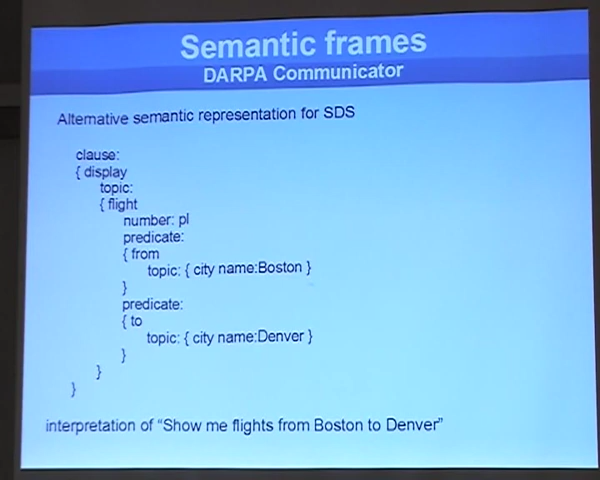 Semantic frames
DARPA Communicator
Alternative semantic representation for SDS
clause:
{ display
topic:
{ flight
number: pl
predicate:
{ from
topic: { city name:Boston }
}
predicate:
{ to
topic: { city name:Denver }
}
}
}
interpretation of “Show me flights from Boston to Denver”